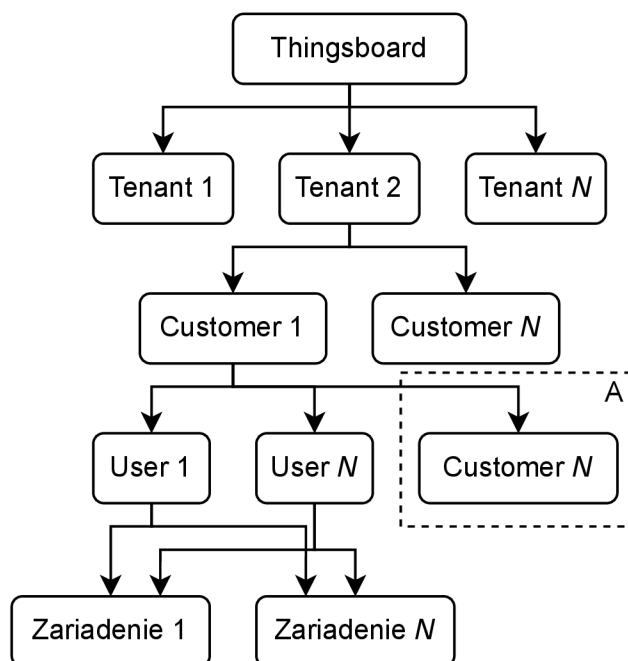 Thingsboard
Tenant 1
Tenant 2
Tenant N
Customer 1
Customer N
A
User 1
User N
Customer N
Zariadenie 1
Zariadenie N